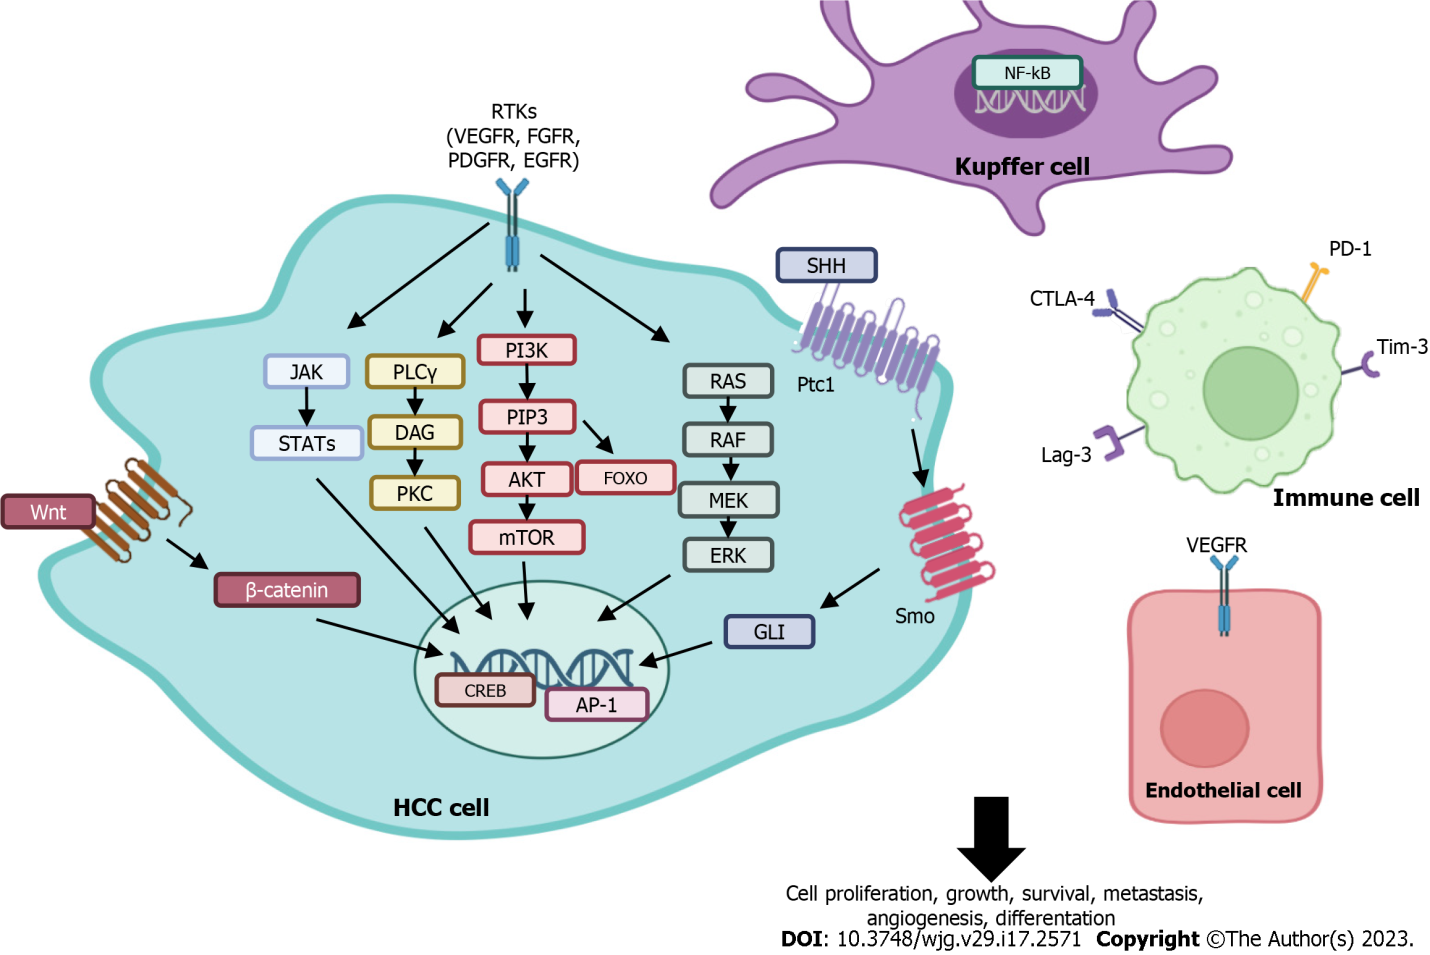 NF-kB
Kupffer cell
RTKs
(VEGFR, FGFR,
PDGFR, EGFR)
SHH
Ptc1
PD-1
CTLA-4
Tim-3
Lag-3
Immune cell
JAK
STATs
PLCγ
DAG
PKC
PI3K
PIP3
AKT
FOXO
mTOR
RAS
RAF
MEK
ERK
Wnt
β-catenin
Smo
GLI
CREB
AP-1
HCC cell
VEGFR
Endothelial cell
Cell proliferation, growth, survival, metastasis,
angiogenesis, differentation
DOI: 10.3748/wjg.v29.i17.2571 Copyright ©The Author(s) 2023.